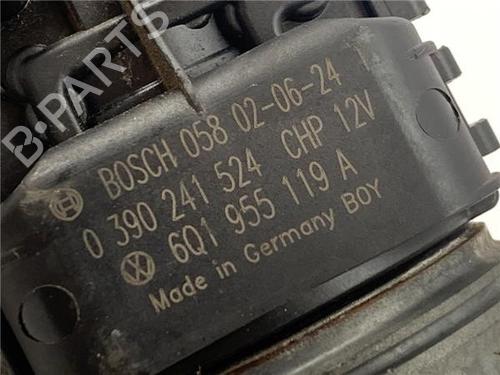 B-PARTS
BOSCH 058 02-06-24
0 390 241 524 CHP 12V
6Q1 955 119 A
Made in Germany BOY